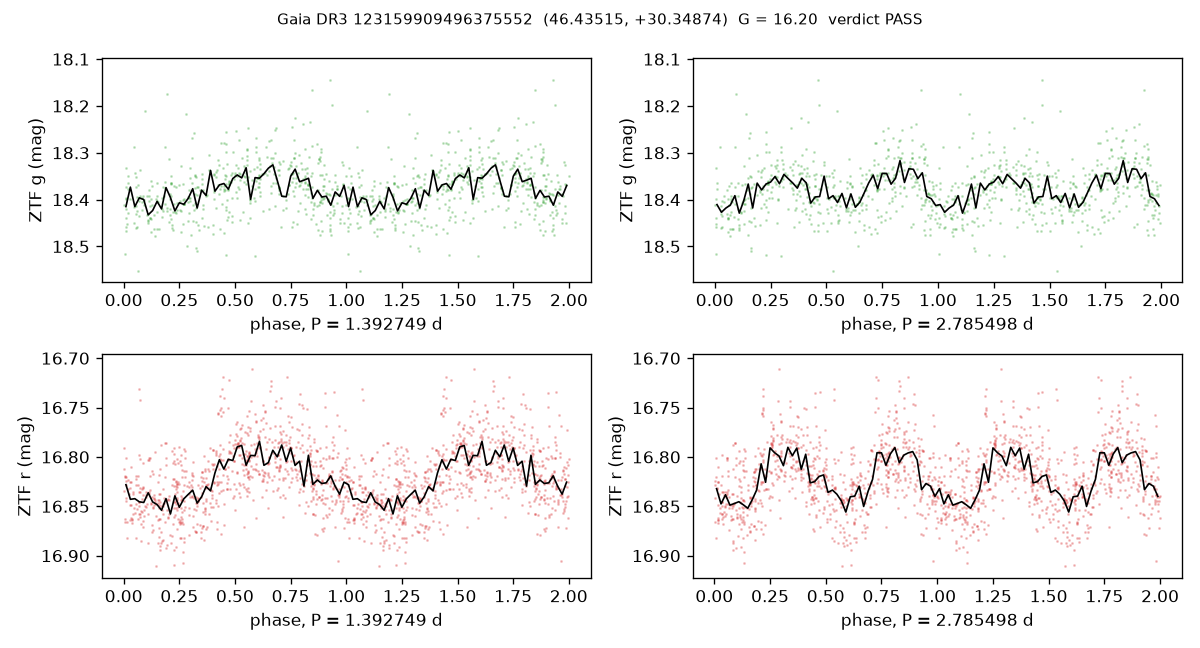 Gaia DR3 123159909496375552 (46.43515, +30.34874) G = 16.20 verdict PASS
18.1
18.2
18.3
18.4
18.5
ZTF g (mag)
0.00 0.25 0.50 0.75 1.00 1.25 1.50 1.75 2.00
phase, P = 1.392749 d
18.1
18.2
18.3
18.4
18.5
ZTF g (mag)
0.00 0.25 0.50 0.75 1.00 1.25 1.50 1.75 2.00
phase, P = 2.785498 d
16.70
16.75
16.80
16.85
16.90
ZTF r (mag)
0.00 0.25 0.50 0.75 1.00 1.25 1.50 1.75 2.00
phase, P = 1.392749 d
16.70
16.75
16.80
16.85
16.90
ZTF r (mag)
0.00 0.25 0.50 0.75 1.00 1.25 1.50 1.75 2.00
phase, P = 2.785498 d